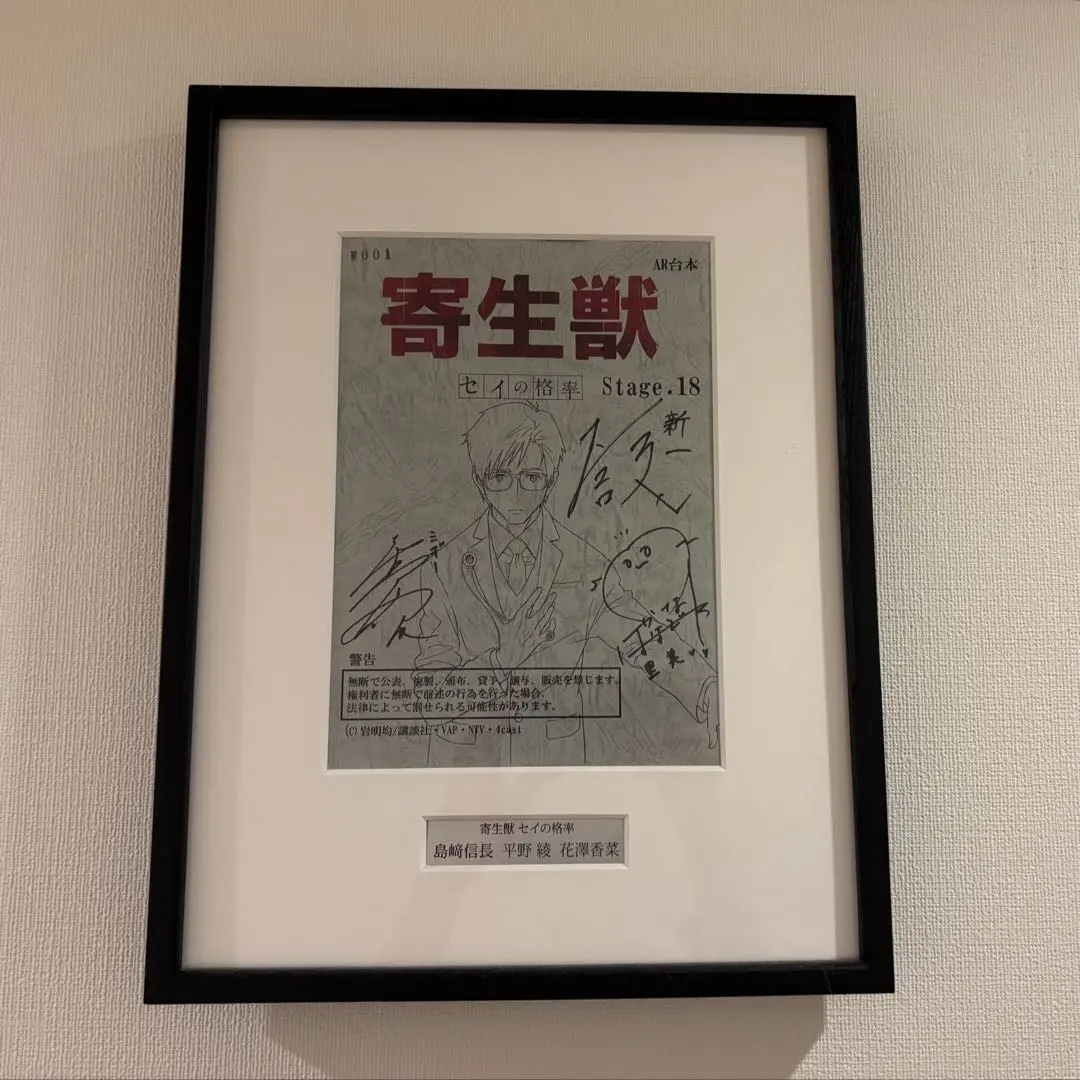 001
AR台本
寄生獣
セイの格率 Stage.18
新一
ミギー
里美
警告
無断で公表、複製、頒布、貸予、譲与、販売を禁じます。
権利者に無断で前述の行為を行った場合、
法律によって罰せられる可能性があります。
(C)岩明均/講談社・VAP・NTV・4cast
寄生獣 セイの格率
島﨑信長 平野 綾 花澤香菜